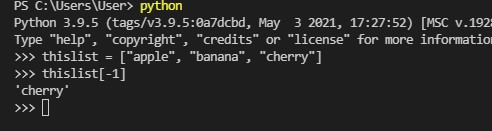 PS C:\Users\User> python
Python 3.9.5 (tags/v3.9.5:0a7dcbd, May  3 2021, 17:27:52) [MSC v.1928
Type "help", "copyright", "credits" or "license" for more information
>>> thislist = ["apple", "banana", "cherry"]
>>> thislist[-1]
'cherry'
>>>